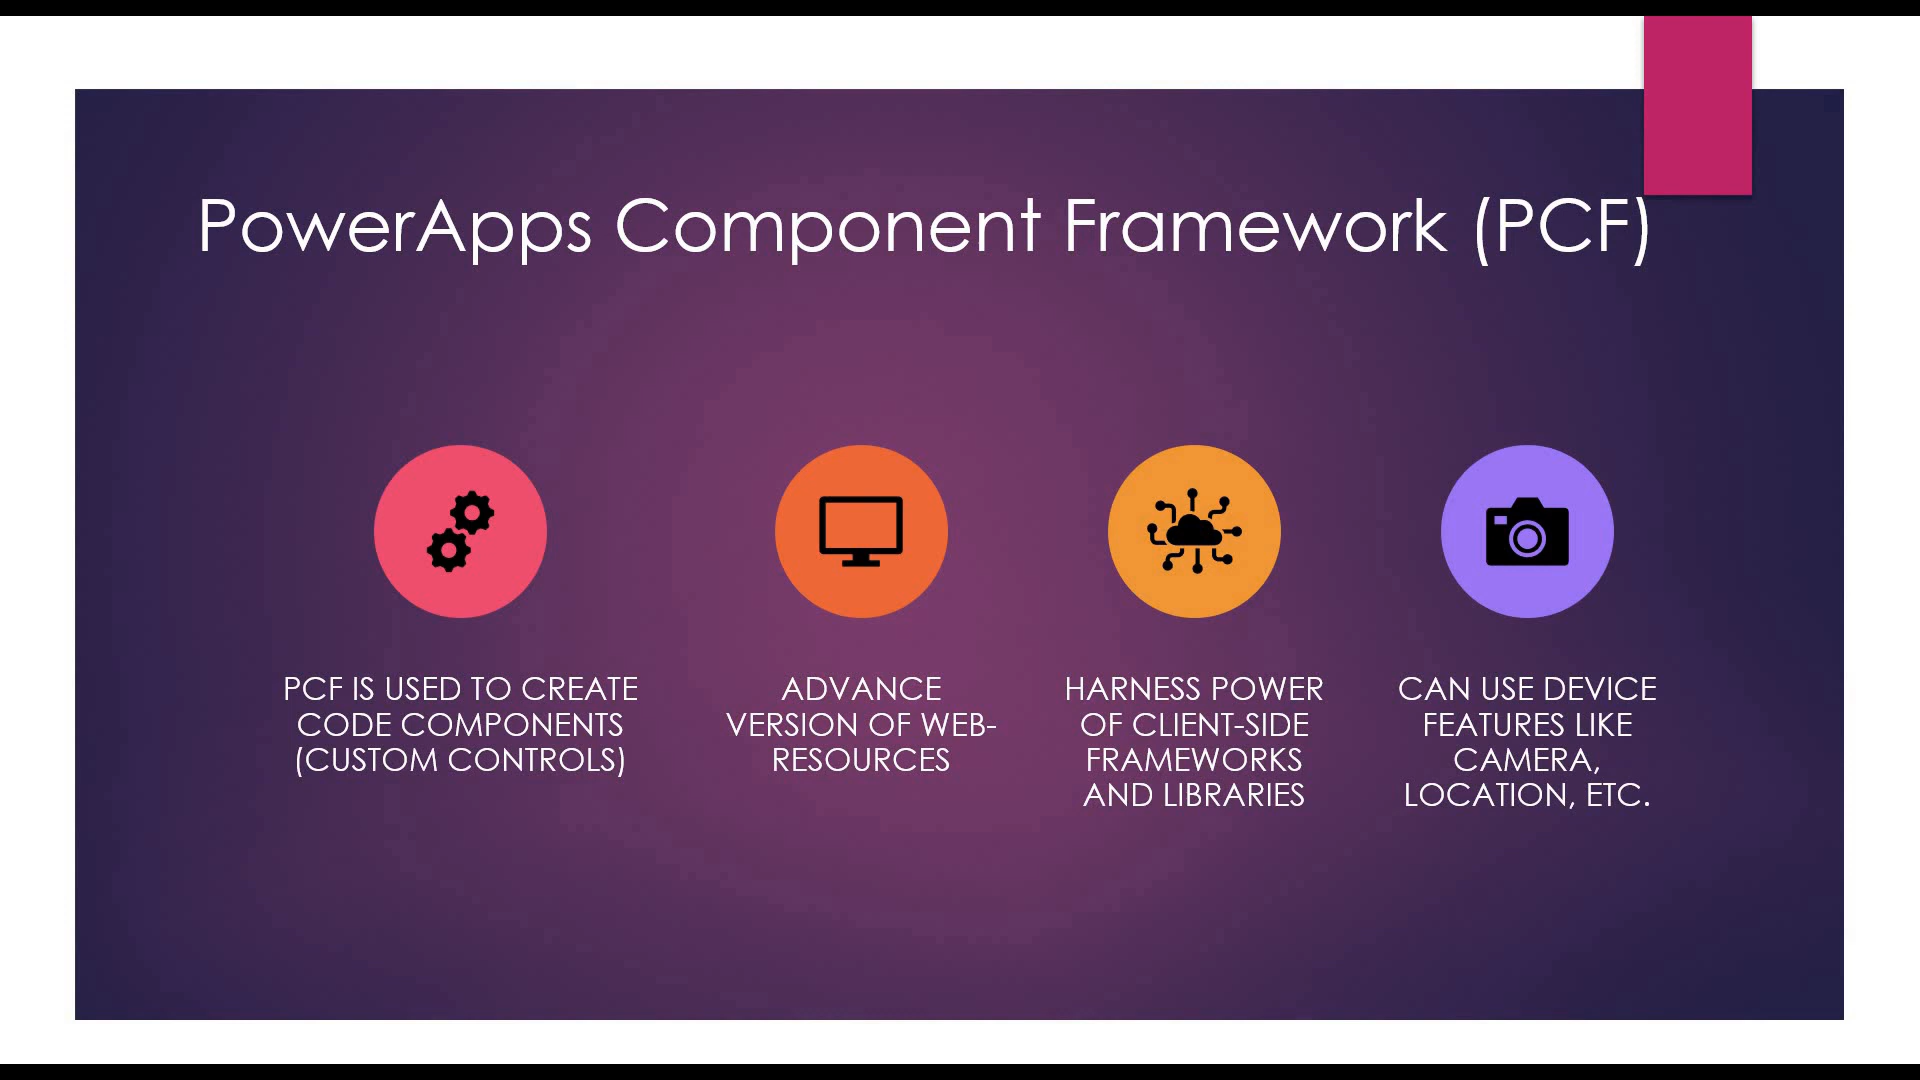 PowerApps Component Framework (PCF)
PCF IS USED TO CREATE
CODE COMPONENTS
(CUSTOM CONTROLS)
ADVANCE
VERSION OF WEB-
RESOURCES
HARNESS POWER
OF CLIENT-SIDE
FRAMEWORKS
AND LIBRARIES
CAN USE DEVICE
FEATURES LIKE
CAMERA,
LOCATION, ETC.